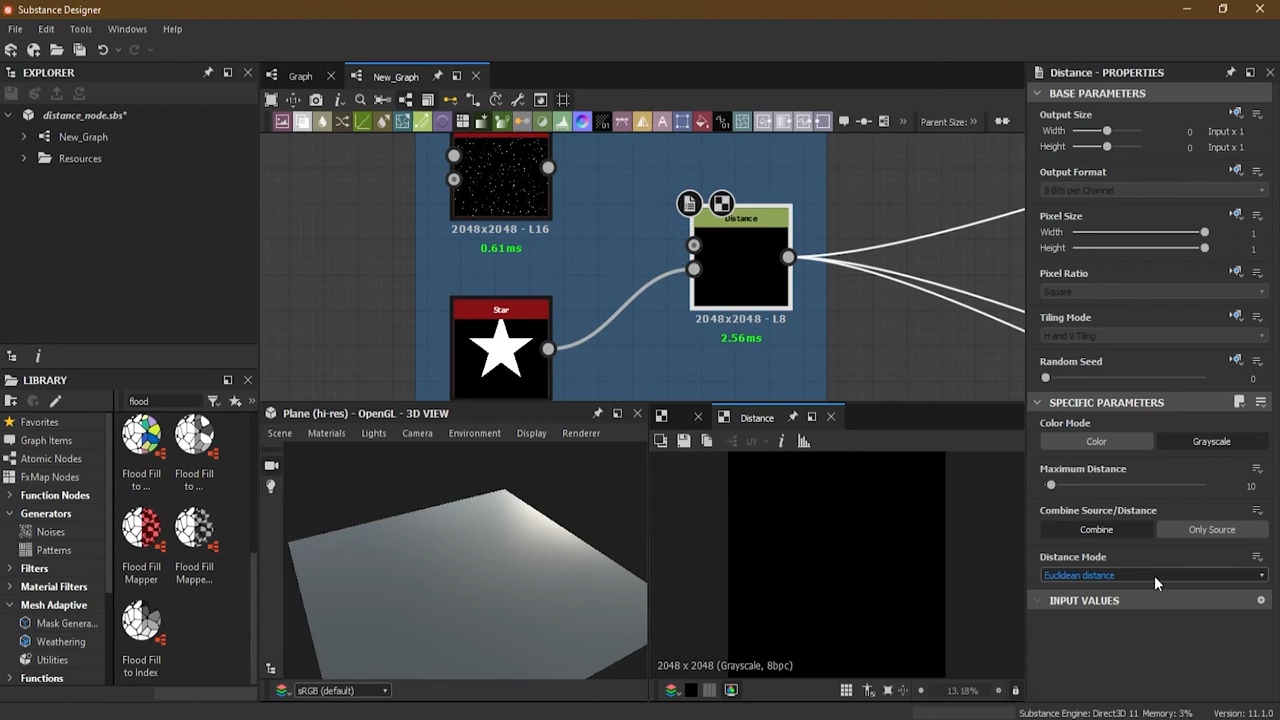 Substance Designer
File Edit Tools Windows Help
EXPLORER
distance_node.sbs*
New_Graph
Resources
LIBRARY
flood
Favorites
Graph Items
Atomic Nodes
FxMap Nodes
Function Nodes
Generators
Noises
Patterns
Filters
Material Filters
Mesh Adaptive
Mask Genera...
Weathering
Utilities
Functions
Flood Fill to ...
Flood Fill to ...
Flood Fill Mapper
Flood Fill Mappe...
Flood Fill to Index
Graph New_Graph
Parent Size:
2048x2048 - L16
0.61ms
Star
Distance
2048x2048 - L8
2.56ms
Plane (hi-res) - OpenGL - 3D VIEW
Scene Materials Lights Camera Environment Display Renderer
sRGB (default)
Distance
UV
2048 x 2048 (Grayscale, 8bpc)
13.18%
Distance - PROPERTIES
BASE PARAMETERS
Output Size
Width 0 Input x 1
Height 0 Input x 1
Output Format
8 Bits per Channel
Pixel Size
Width 1
Height 1
Pixel Ratio
Square
Tiling Mode
H and V Tiling
Random Seed
0
SPECIFIC PARAMETERS
Color Mode
Color Grayscale
Maximum Distance
10
Combine Source/Distance
Combine Only Source
Distance Mode
Euclidean distance
INPUT VALUES
Substance Engine: Direct3D 11 Memory: 3% Version: 11.1.0